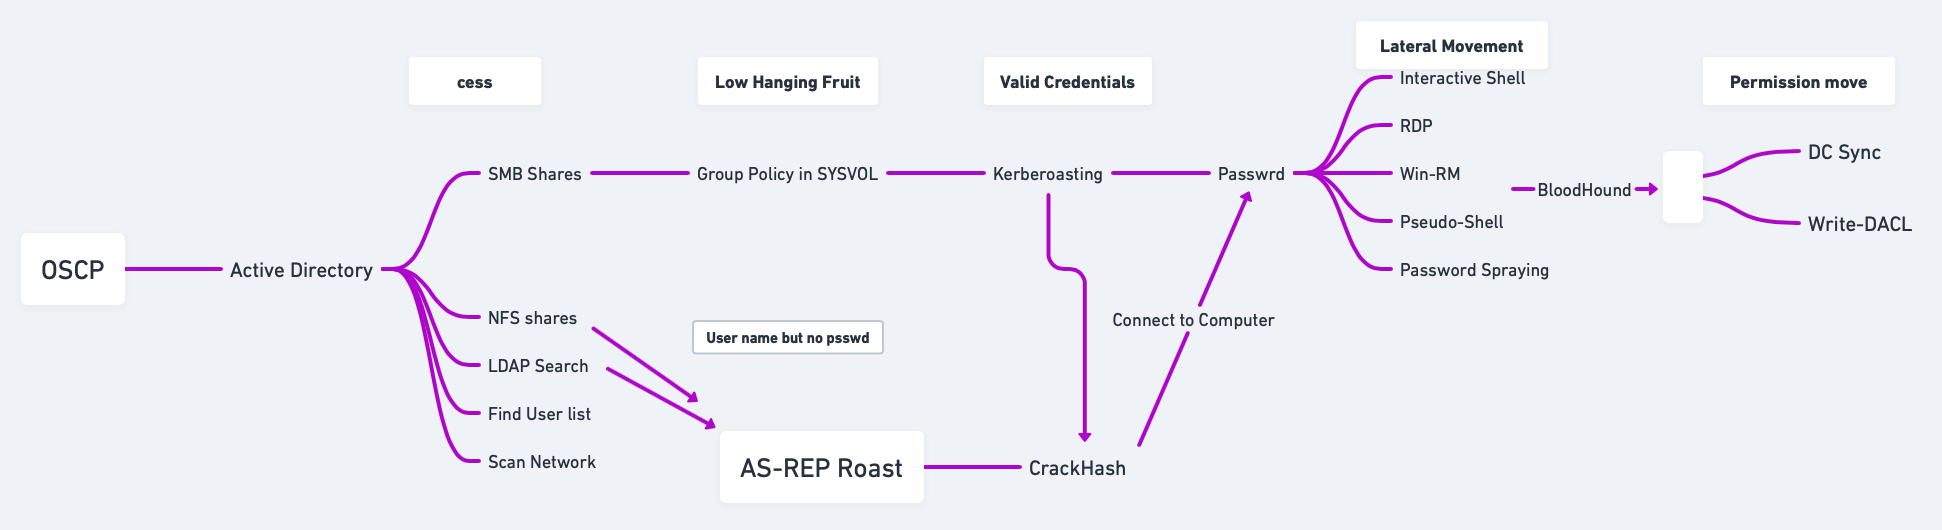 Lateral Movement
cess
Low Hanging Fruit
Valid Credentials
Permission move
Interactive Shell
RDP
SMB Shares
Group Policy in SYSVOL
Kerberoasting
Passwrd
Win-RM
BloodHound
DC Sync
Pseudo-Shell
Write-DACL
OSCP
Active Directory
Password Spraying
NFS shares
User name but no psswd
Connect to Computer
LDAP Search
Find User list
Scan Network
AS-REP Roast
CrackHash